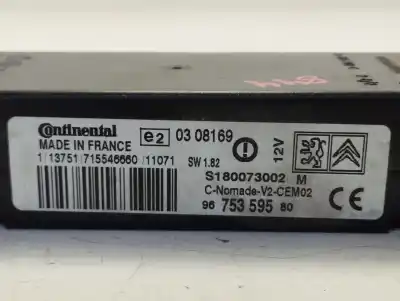 Continental
e2
03 08169
MADE IN FRANCE
12V
1 13751 715546660 /11071
SW 1.82
S180073002 M
C-Nomade-V2-CEM02
96 753 595 80
CE